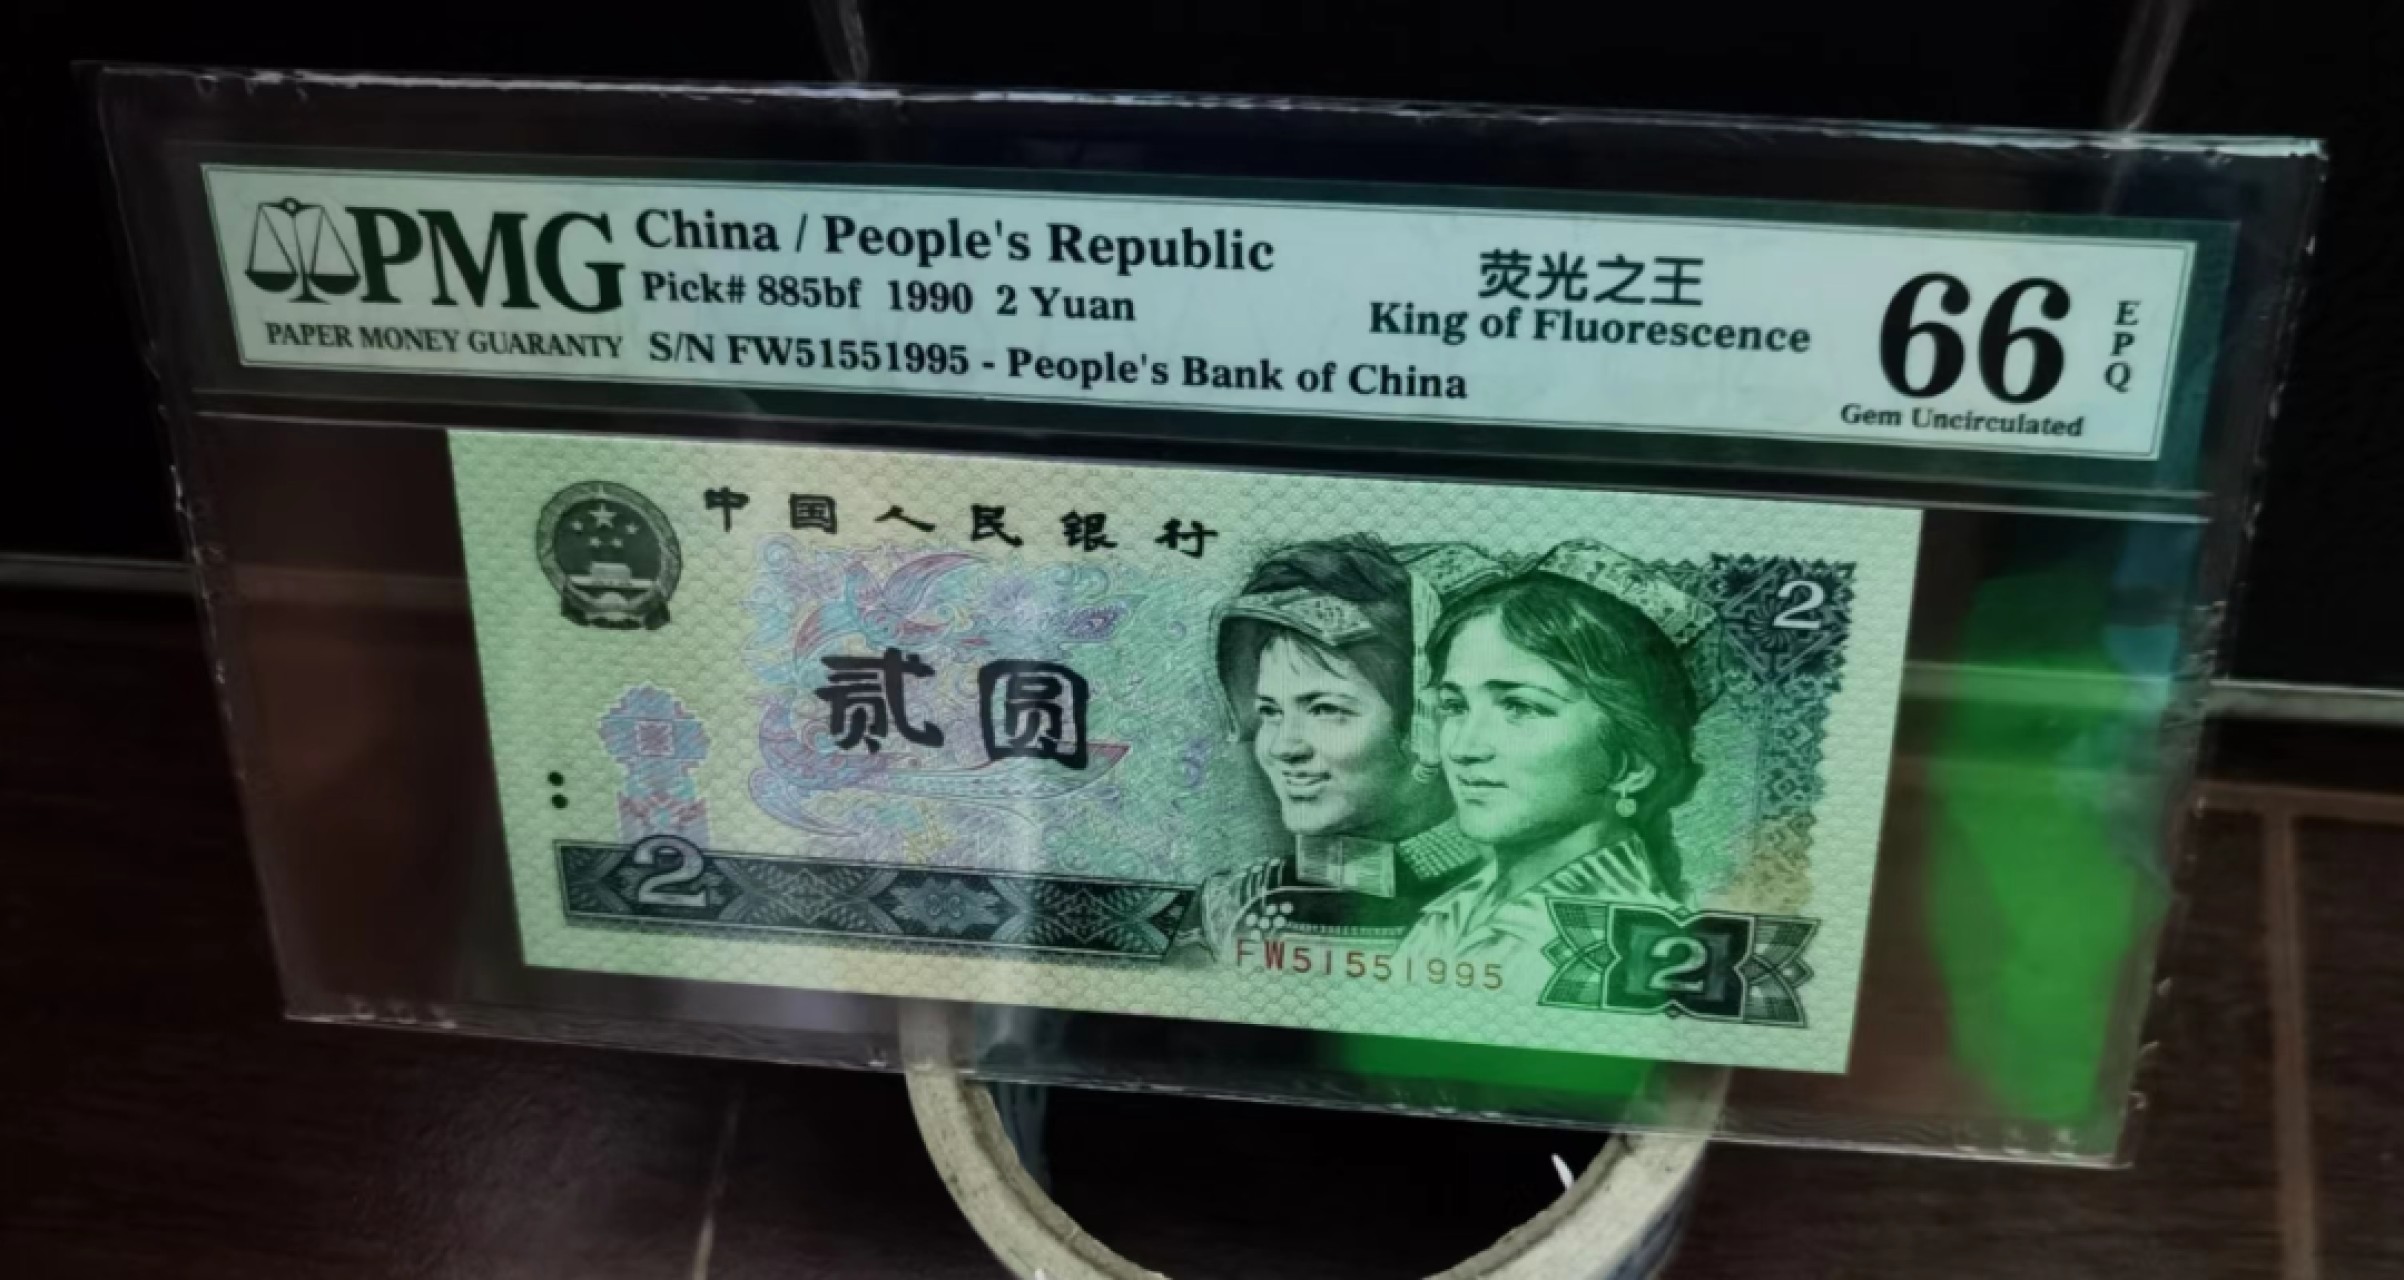 PMG
PAPER MONEY GUARANTY
China / People's Republic
Pick# 885bf 1990 2 Yuan
S/N FW51551995 - People's Bank of China
荧光之王
King of Fluorescence
66
EPQ
Gem Uncirculated
中国人民银行
2
贰圆
2
FW51551995
2